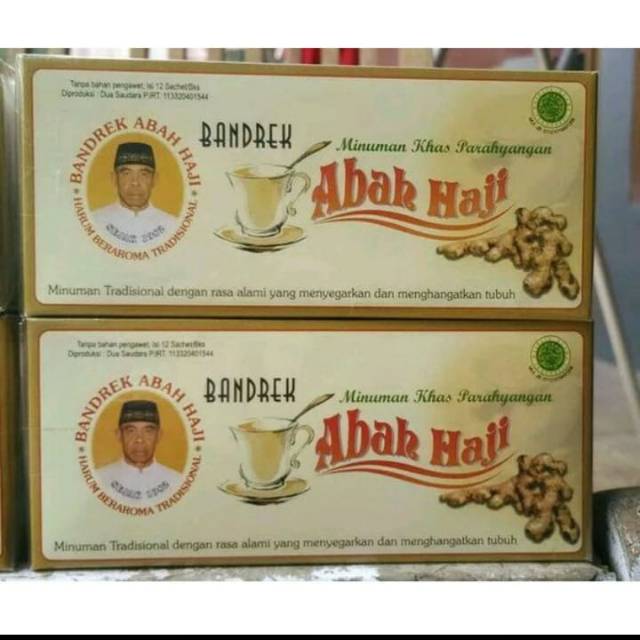 Tanpa bahan pengawet, Isi 12 Sachet/Bks
Diproduksi : Dua Saudara P.IRT. 113320401544
BANDREK ABAH HAJI
HARUM BERAROMA TRADISIONAL
SEJAK
BANDREK
Minuman Khas Parahyangan
Abah Haji
Minuman Tradisional dengan rasa alami yang menyegarkan dan menghangatkan tubuh
Tanpa bahan pengawet, Isi 12 Sachet/Bks
Diproduksi : Dua Saudara P.IRT. 113320401544
BANDREK ABAH HAJI
HARUM BERAROMA TRADISIONAL
SEJAK
BANDREK
Minuman Khas Parahyangan
Abah Haji
Minuman Tradisional dengan rasa alami yang menyegarkan dan menghangatkan tubuh